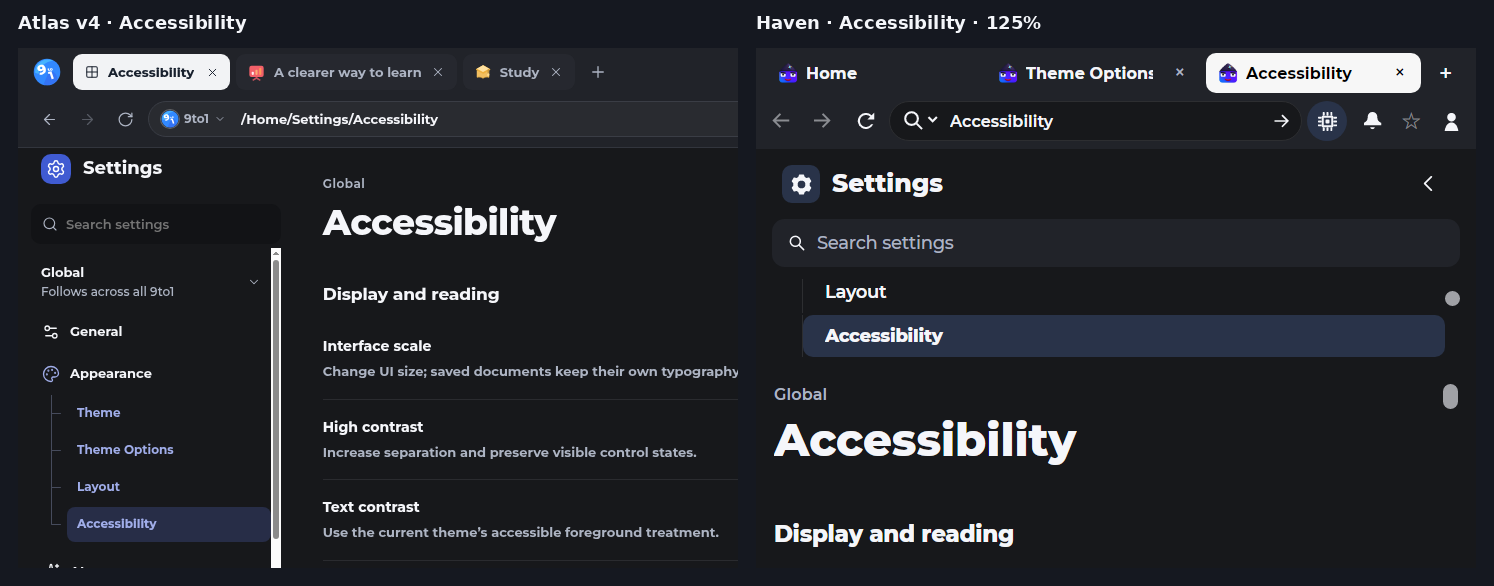 Atlas v4 · Accessibility
Accessibility
A clearer way to learn
Study
9to1
/Home/Settings/Accessibility
Settings
Search settings
Global
Follows across all 9to1
General
Appearance
Theme
Theme Options
Layout
Accessibility
Global
Accessibility
Display and reading
Interface scale
Change UI size; saved documents keep their own typography
High contrast
Increase separation and preserve visible control states.
Text contrast
Use the current theme’s accessible foreground treatment.
Haven · Accessibility · 125%
Home
Theme Options
Accessibility
Accessibility
Settings
Search settings
Layout
Accessibility
Global
Accessibility
Display and reading